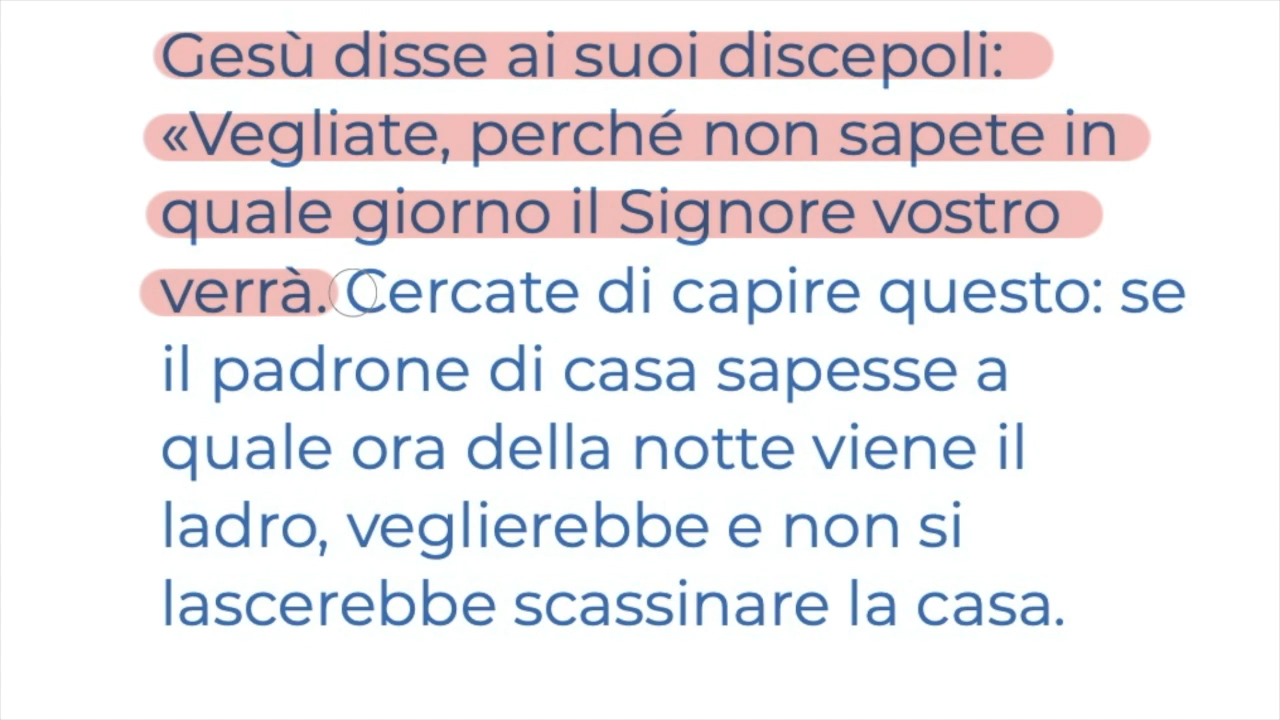 Gesù disse ai suoi discepoli:
«Vegliate, perché non sapete in
quale giorno il Signore vostro
verrà. Cercate di capire questo: se
il padrone di casa sapesse a
quale ora della notte viene il
ladro, veglierebbe e non si
lascerebbe scassinare la casa.